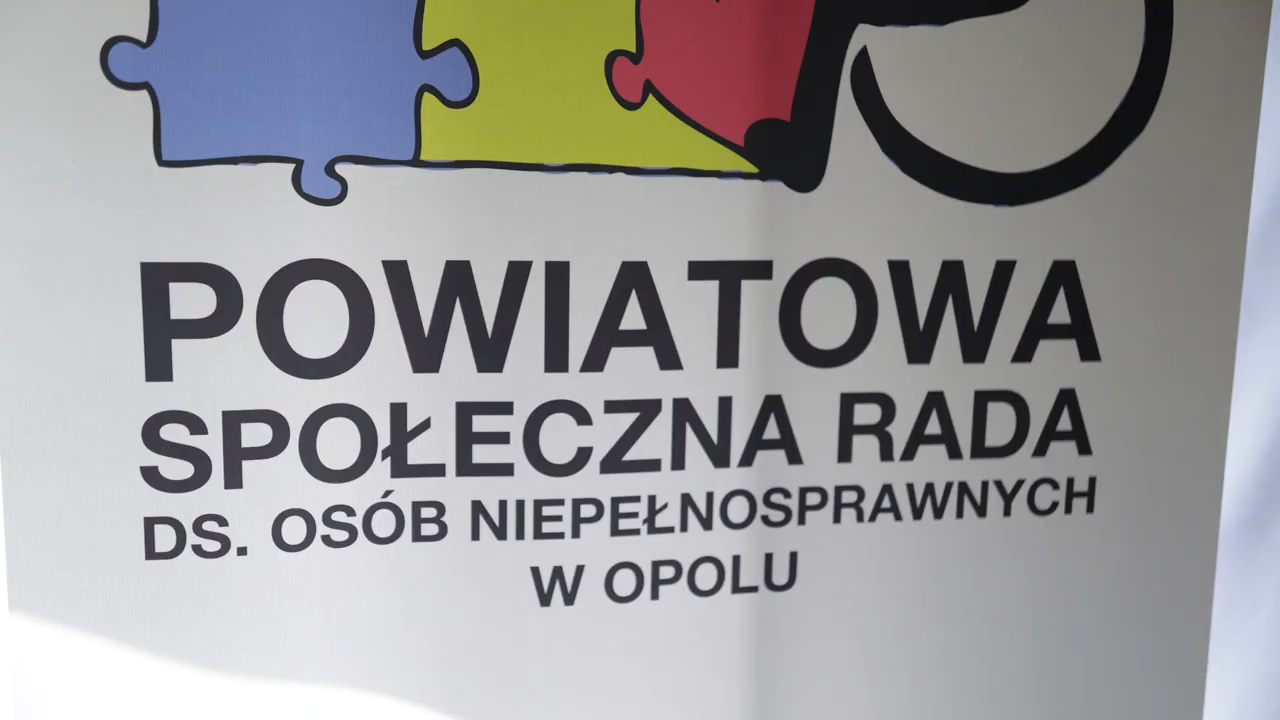 POWIATOWA
SPOŁECZNA RADA
DS. OSÓB NIEPEŁNOSPRAWNYCH
W OPOLU